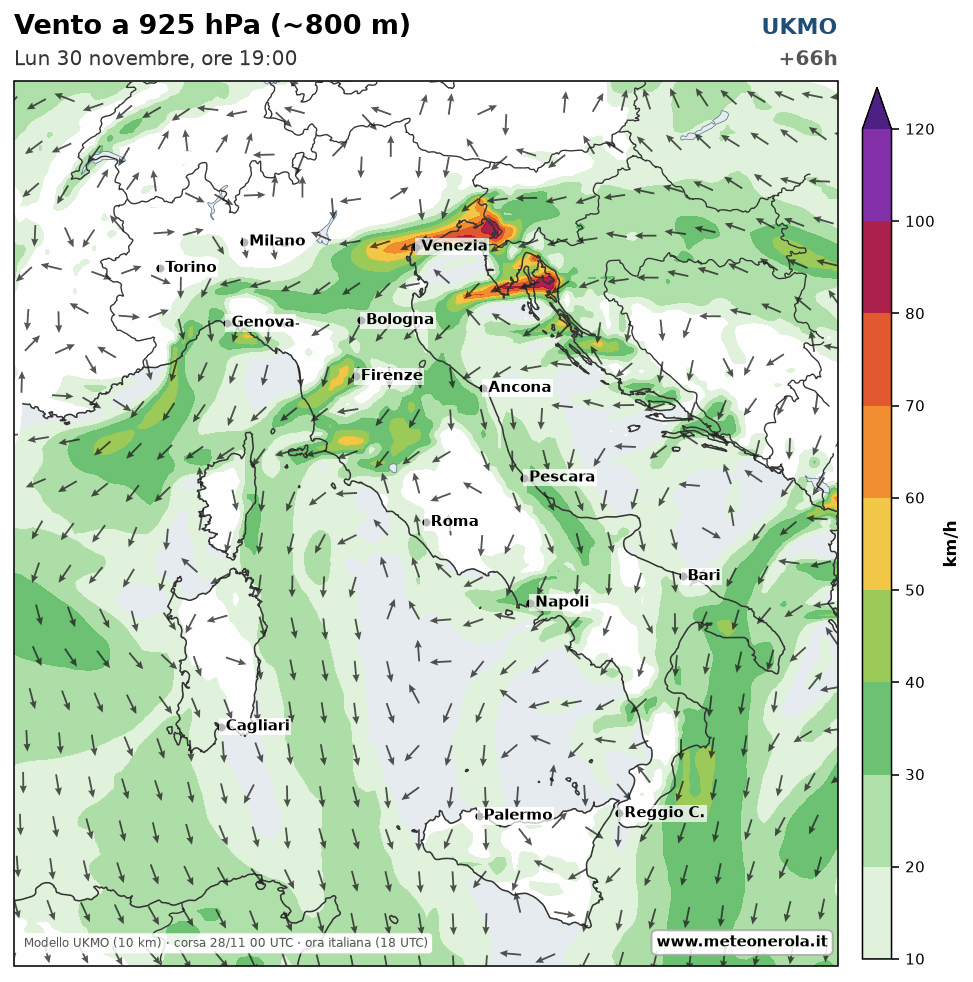 Vento a 925 hPa (~800 m)
UKMO
Lun 30 novembre, ore 19:00
+66h
120
100
80
70
60
50
40
30
20
10
km/h
Milano
Venezia
Torino
Genova
Bologna
Firenze
Ancona
Pescara
Roma
Bari
Napoli
Cagliari
Palermo
Reggio C.
Modello UKMO (10 km) · corsa 28/11 00 UTC · ora italiana (18 UTC)
www.meteonerola.it